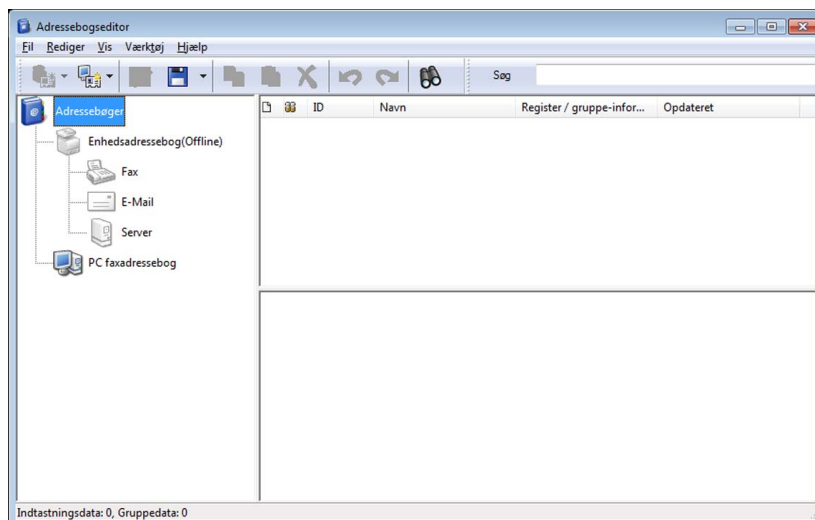 Adressebogseditor
Fil Rediger Vis Værktøj Hjælp
Søg
ID Navn Register / gruppe-infor... Opdateret
Adressebøger
Enhedsadressebog(Offline)
Fax
E-Mail
Server
PC faxadressebog
Indtastningsdata: 0, Gruppedata: 0